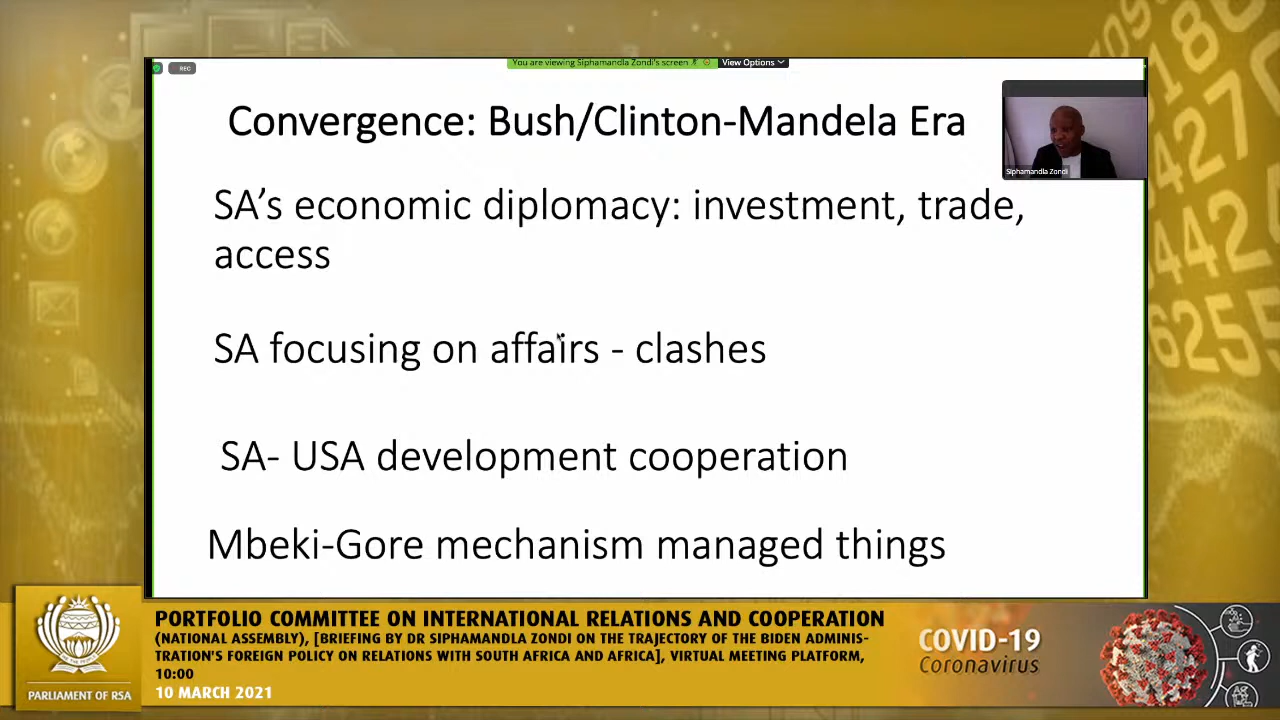 You are viewing Siphamandla Zondi's screen
View Options
REC
Convergence: Bush/Clinton-Mandela Era
Siphamandla Zondi
SA's economic diplomacy: investment, trade,
access
SA focusing on affairs - clashes
SA- USA development cooperation
Mbeki-Gore mechanism managed things
PORTFOLIO COMMITTEE ON INTERNATIONAL RELATIONS AND COOPERATION
(NATIONAL ASSEMBLY), [BRIEFING BY DR SIPHAMANDLA ZONDI ON THE TRAJECTORY OF THE BIDEN ADMINIS-
TRATION'S FOREIGN POLICY ON RELATIONS WITH SOUTH AFRICA AND AFRICA], VIRTUAL MEETING PLATFORM,
10:00
10 MARCH 2021
PARLIAMENT OF RSA
COVID-19
Coronavirus